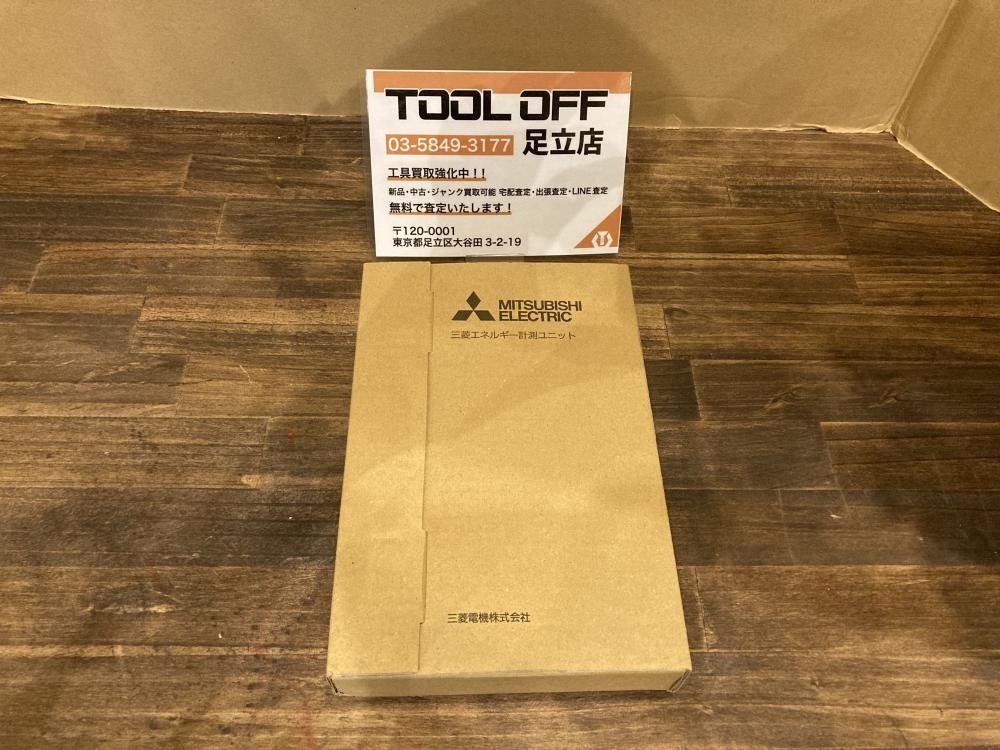 TOOL OFF
03-5849-3177 足立店
工具買取強化中！！
新品・中古・ジャンク買取可能 宅配査定・出張査定・LINE査定
無料で査定いたします！
〒120-0001
東京都足立区大谷田 3-2-19
MITSUBISHI
ELECTRIC
三菱エネルギー計測ユニット
三菱電機株式会社